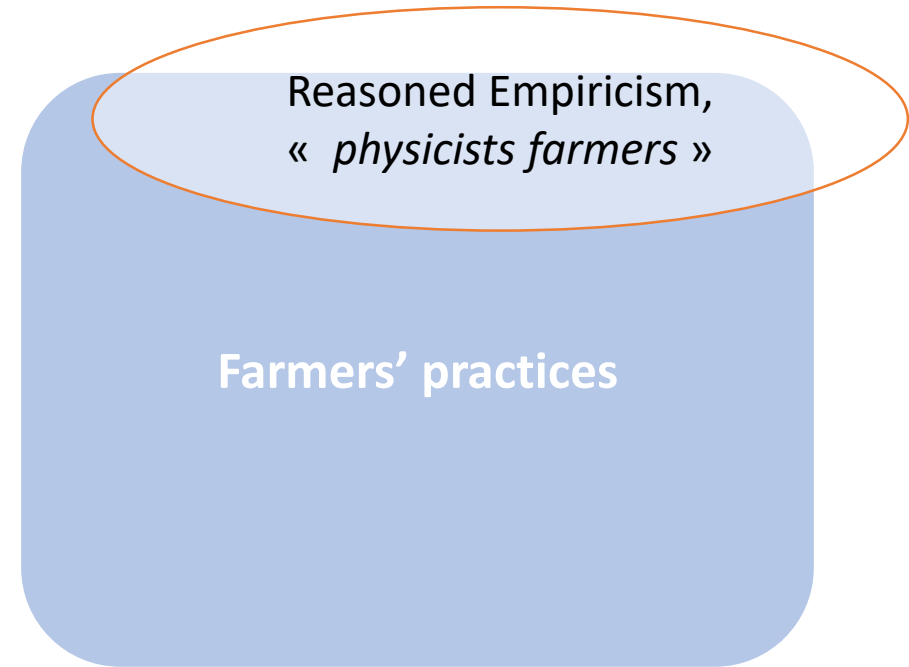 Reasoned Empiricism,
«  physicists farmers »
Farmers’ practices